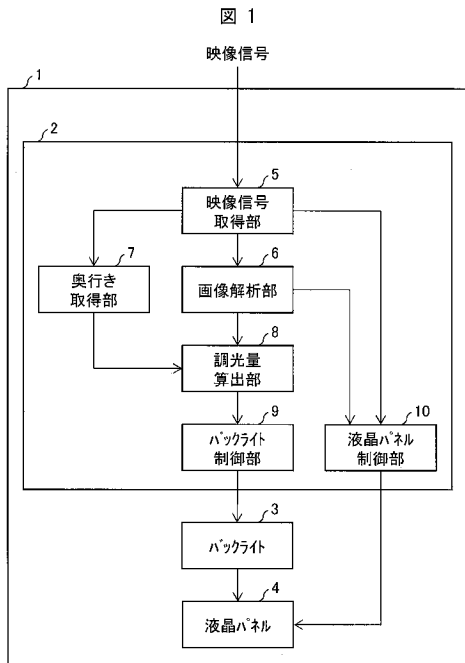 図 1
映像信号
1
2
5
映像信号
取得部
7
奥行き
取得部
6
画像解析部
8
調光量
算出部
9
バックライト
制御部
10
液晶パネル
制御部
3
バックライト
4
液晶パネル